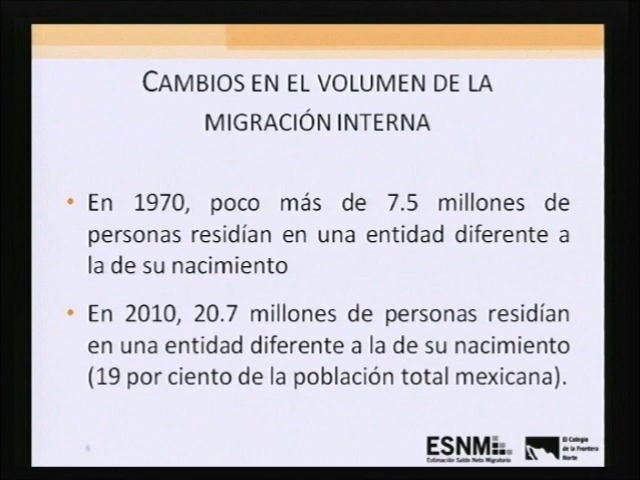 CAMBIOS EN EL VOLUMEN DE LA
MIGRACIÓN INTERNA
• En 1970, poco más de 7.5 millones de
personas residían en una entidad diferente a
la de su nacimiento
• En 2010, 20.7 millones de personas residían
en una entidad diferente a la de su nacimiento
(19 por ciento de la población total mexicana).
6
ESNM
Estimación Saldo Neto Migratorio
El Colegio
de la Frontera
Norte